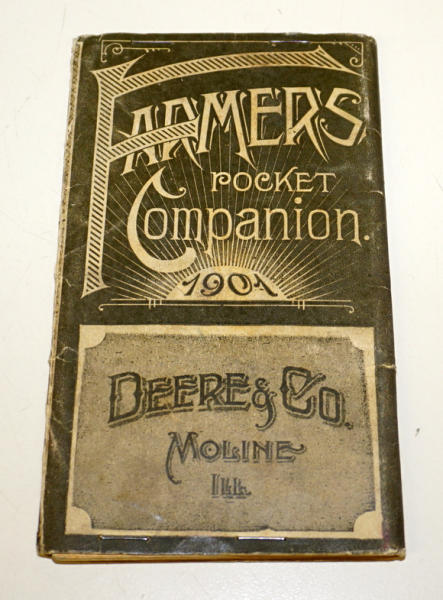 FARMERS
POCKET
Companion.
1901
DEERE & CO.
MOLINE
ILL